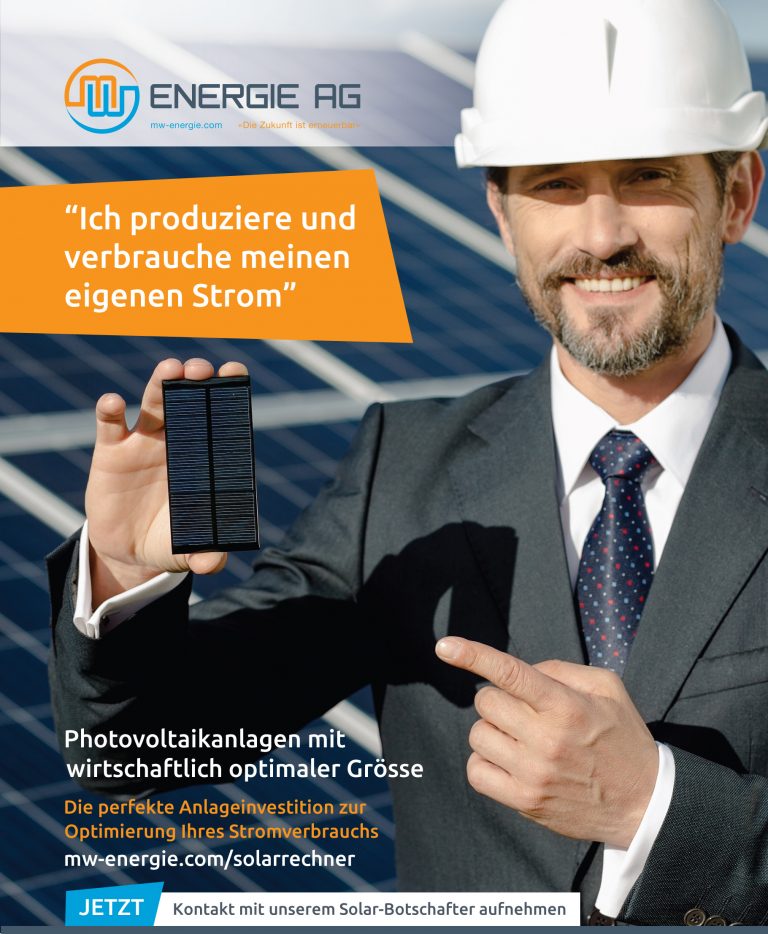 mw ENERGIE AG
mw-energie.com «Die Zukunft ist erneuerbar»
“Ich produziere und
verbrauche meinen
eigenen Strom”
Photovoltaikanlagen mit
wirtschaftlich optimaler Grösse
Die perfekte Anlageinvestition zur
Optimierung Ihres Stromverbrauchs
mw-energie.com/solarrechner
JETZT Kontakt mit unserem Solar-Botschafter aufnehmen